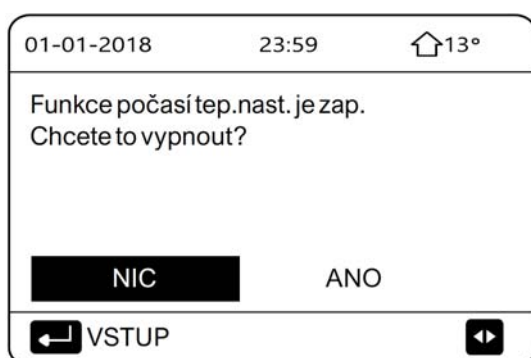 01-01-2018 23:59 13°
Funkce počasí tep.nast. je zap.
Chcete to vypnout?
NIC ANO
VSTUP